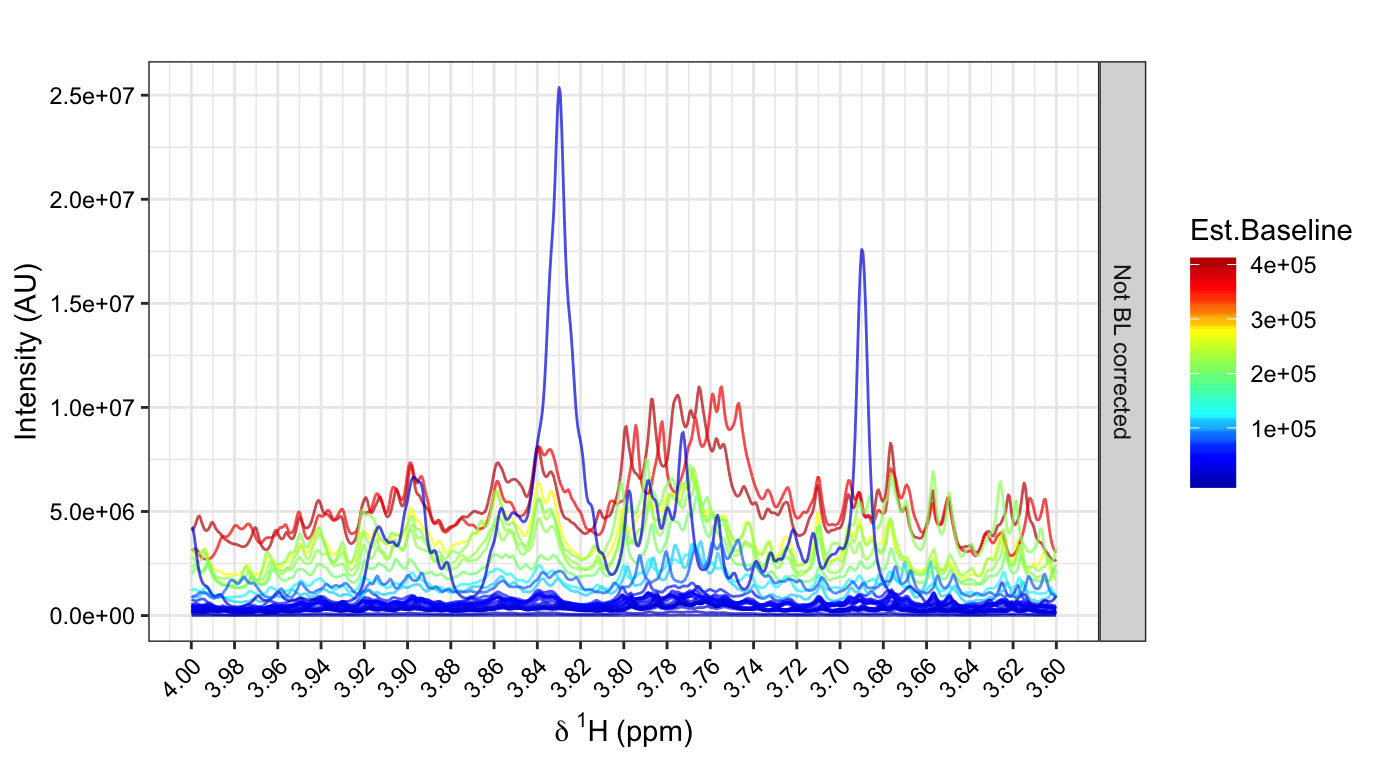 Intensity (AU)
2.5e+07
2.0e+07
1.5e+07
1.0e+07
5.0e+06
0.0e+00
4.00 3.98 3.96 3.94 3.92 3.90 3.88 3.86 3.84 3.82 3.80 3.78 3.76 3.74 3.72 3.70 3.68 3.66 3.64 3.62 3.60
δ ¹H (ppm)
Not BL corrected
Est.Baseline
4e+05
3e+05
2e+05
1e+05